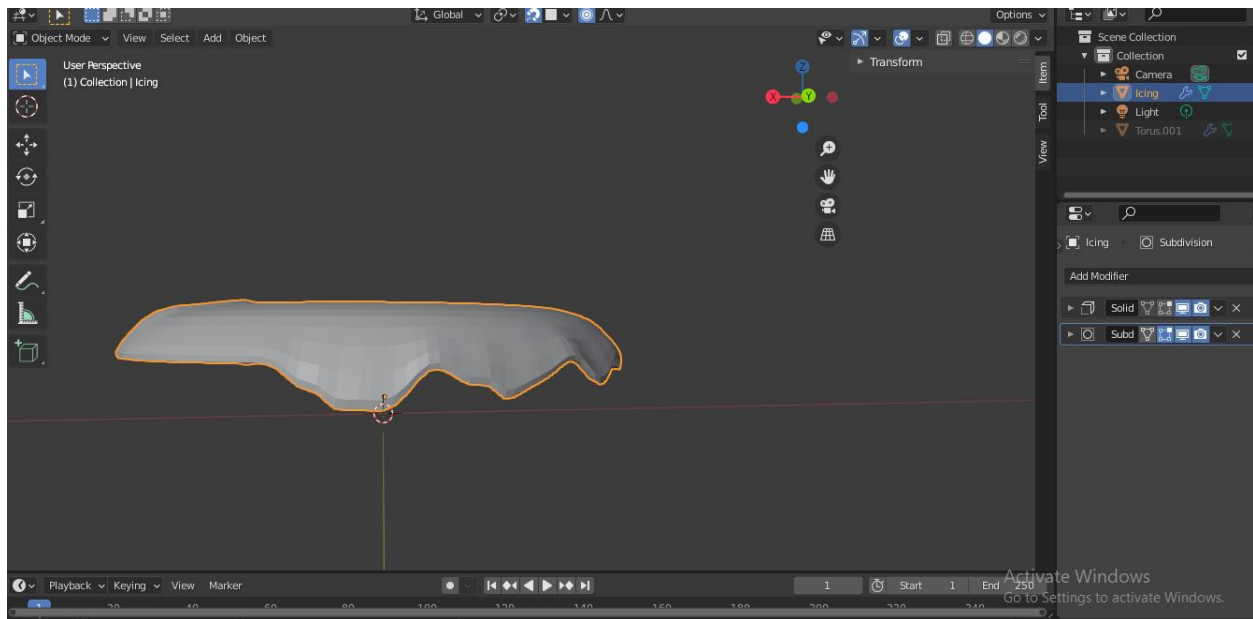 Global
Options
Object Mode View Select Add Object
User Perspective
(1) Collection | Icing
Z
X
Y
Transform
Item
Tool
View
Scene Collection
Collection
Camera
Icing
Light
Torus.001
Icing Subdivision
Add Modifier
Solid
Subd
Playback Keying View Marker
1 Start 1 End 250
1 20 40 60 80 100 120 140 160 180 200 220 240
Activate Windows
Go to Settings to activate Windows.